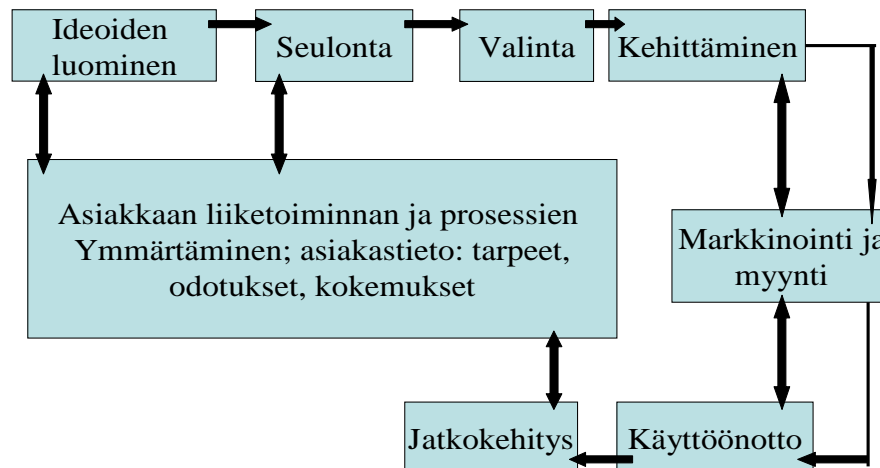 Ideoiden
luominen
Seulonta
Valinta
Kehittäminen
Asiakkaan liiketoiminnan ja prosessien
Ymmärtäminen; asiakastieto: tarpeet,
odotukset, kokemukset
Markkinointi ja
myynti
Jatkokehitys
Käyttöönotto